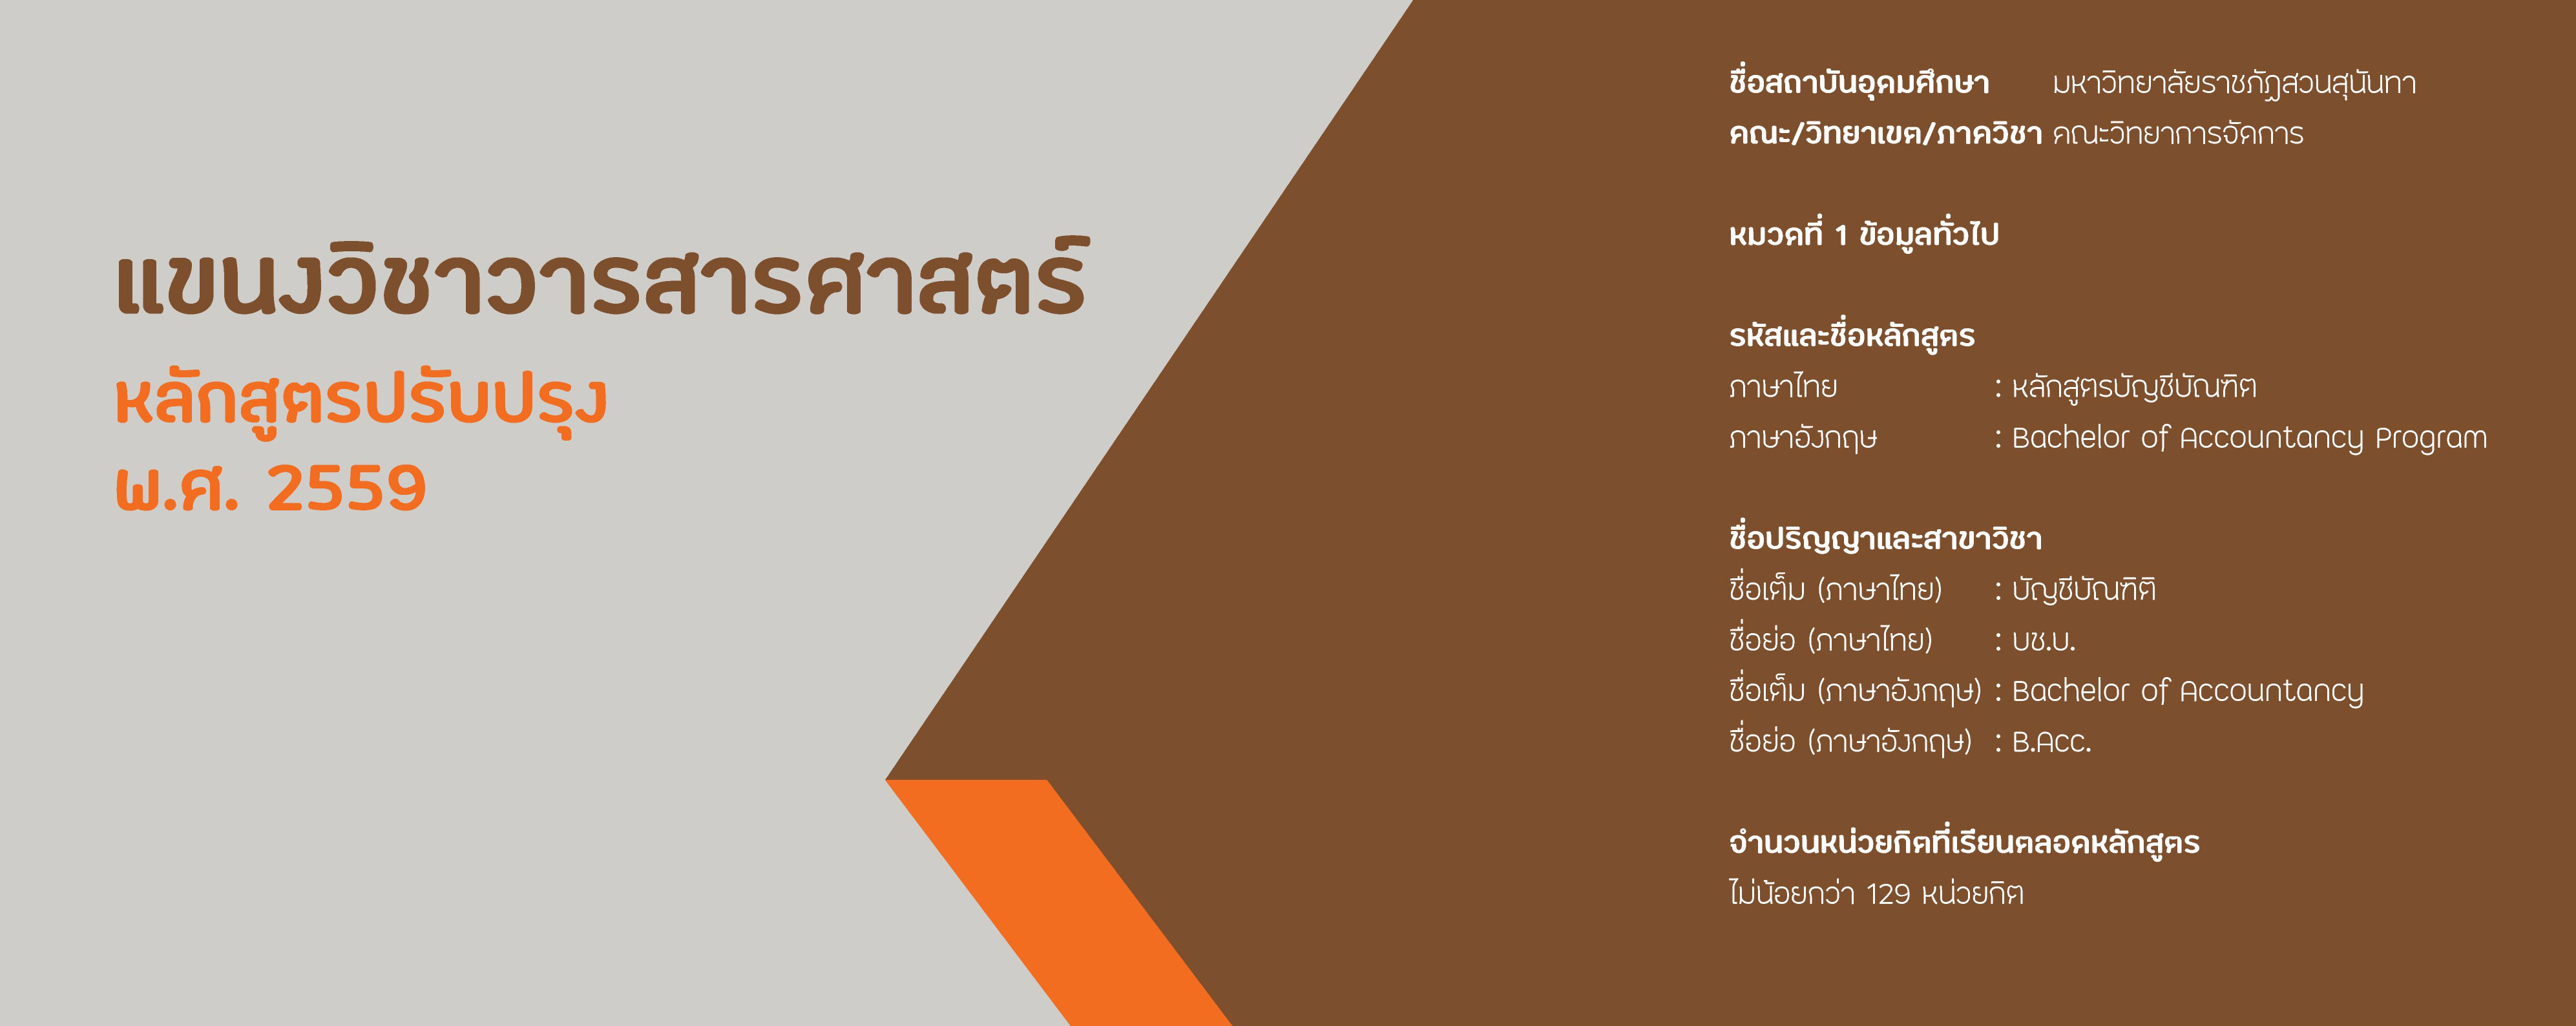 แขนงวิชาวารสารศาสตร์
หลักสูตรปรับปรุง
พ.ศ. 2559
ชื่อสถาบันอุดมศึกษา มหาวิทยาลัยราชภัฏสวนสุนันทา
คณะ/วิทยาเขต/ภาควิชา คณะวิทยาการจัดการ
หมวดที่ 1 ข้อมูลทั่วไป
รหัสและชื่อหลักสูตร
ภาษาไทย : หลักสูตรบัญชีบัณฑิต
ภาษาอังกฤษ : Bachelor of Accountancy Program
ชื่อปริญญาและสาขาวิชา
ชื่อเต็ม (ภาษาไทย) : บัญชีบัณฑิติ
ชื่อย่อ (ภาษาไทย) : บช.บ.
ชื่อเต็ม (ภาษาอังกฤษ) : Bachelor of Accountancy
ชื่อย่อ (ภาษาอังกฤษ) : B.Acc.
จำนวนหน่วยกิตที่เรียนตลอดหลักสูตร
ไม่น้อยกว่า 129 หน่วยกิต